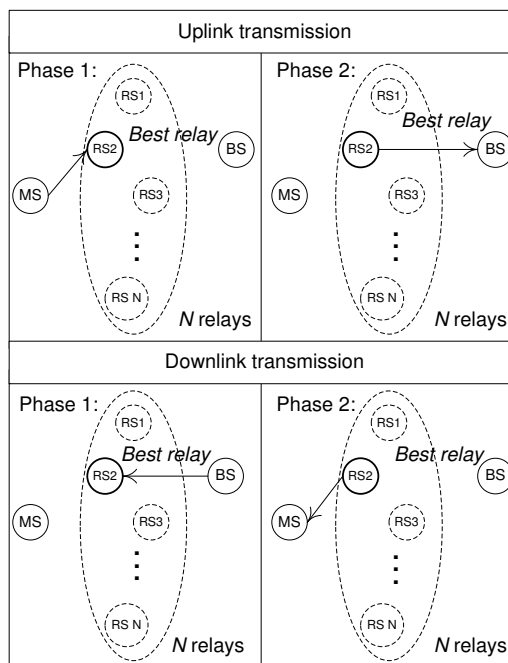 Uplink transmission
Phase 1:
RS1
Best relay
RS2
BS
MS
RS3
RS N
N relays
Phase 2:
RS1
Best relay
RS2
BS
MS
RS3
RS N
N relays
Downlink transmission
Phase 1:
RS1
Best relay
RS2
BS
MS
RS3
RS N
N relays
Phase 2:
RS1
Best relay
RS2
BS
MS
RS3
RS N
N relays